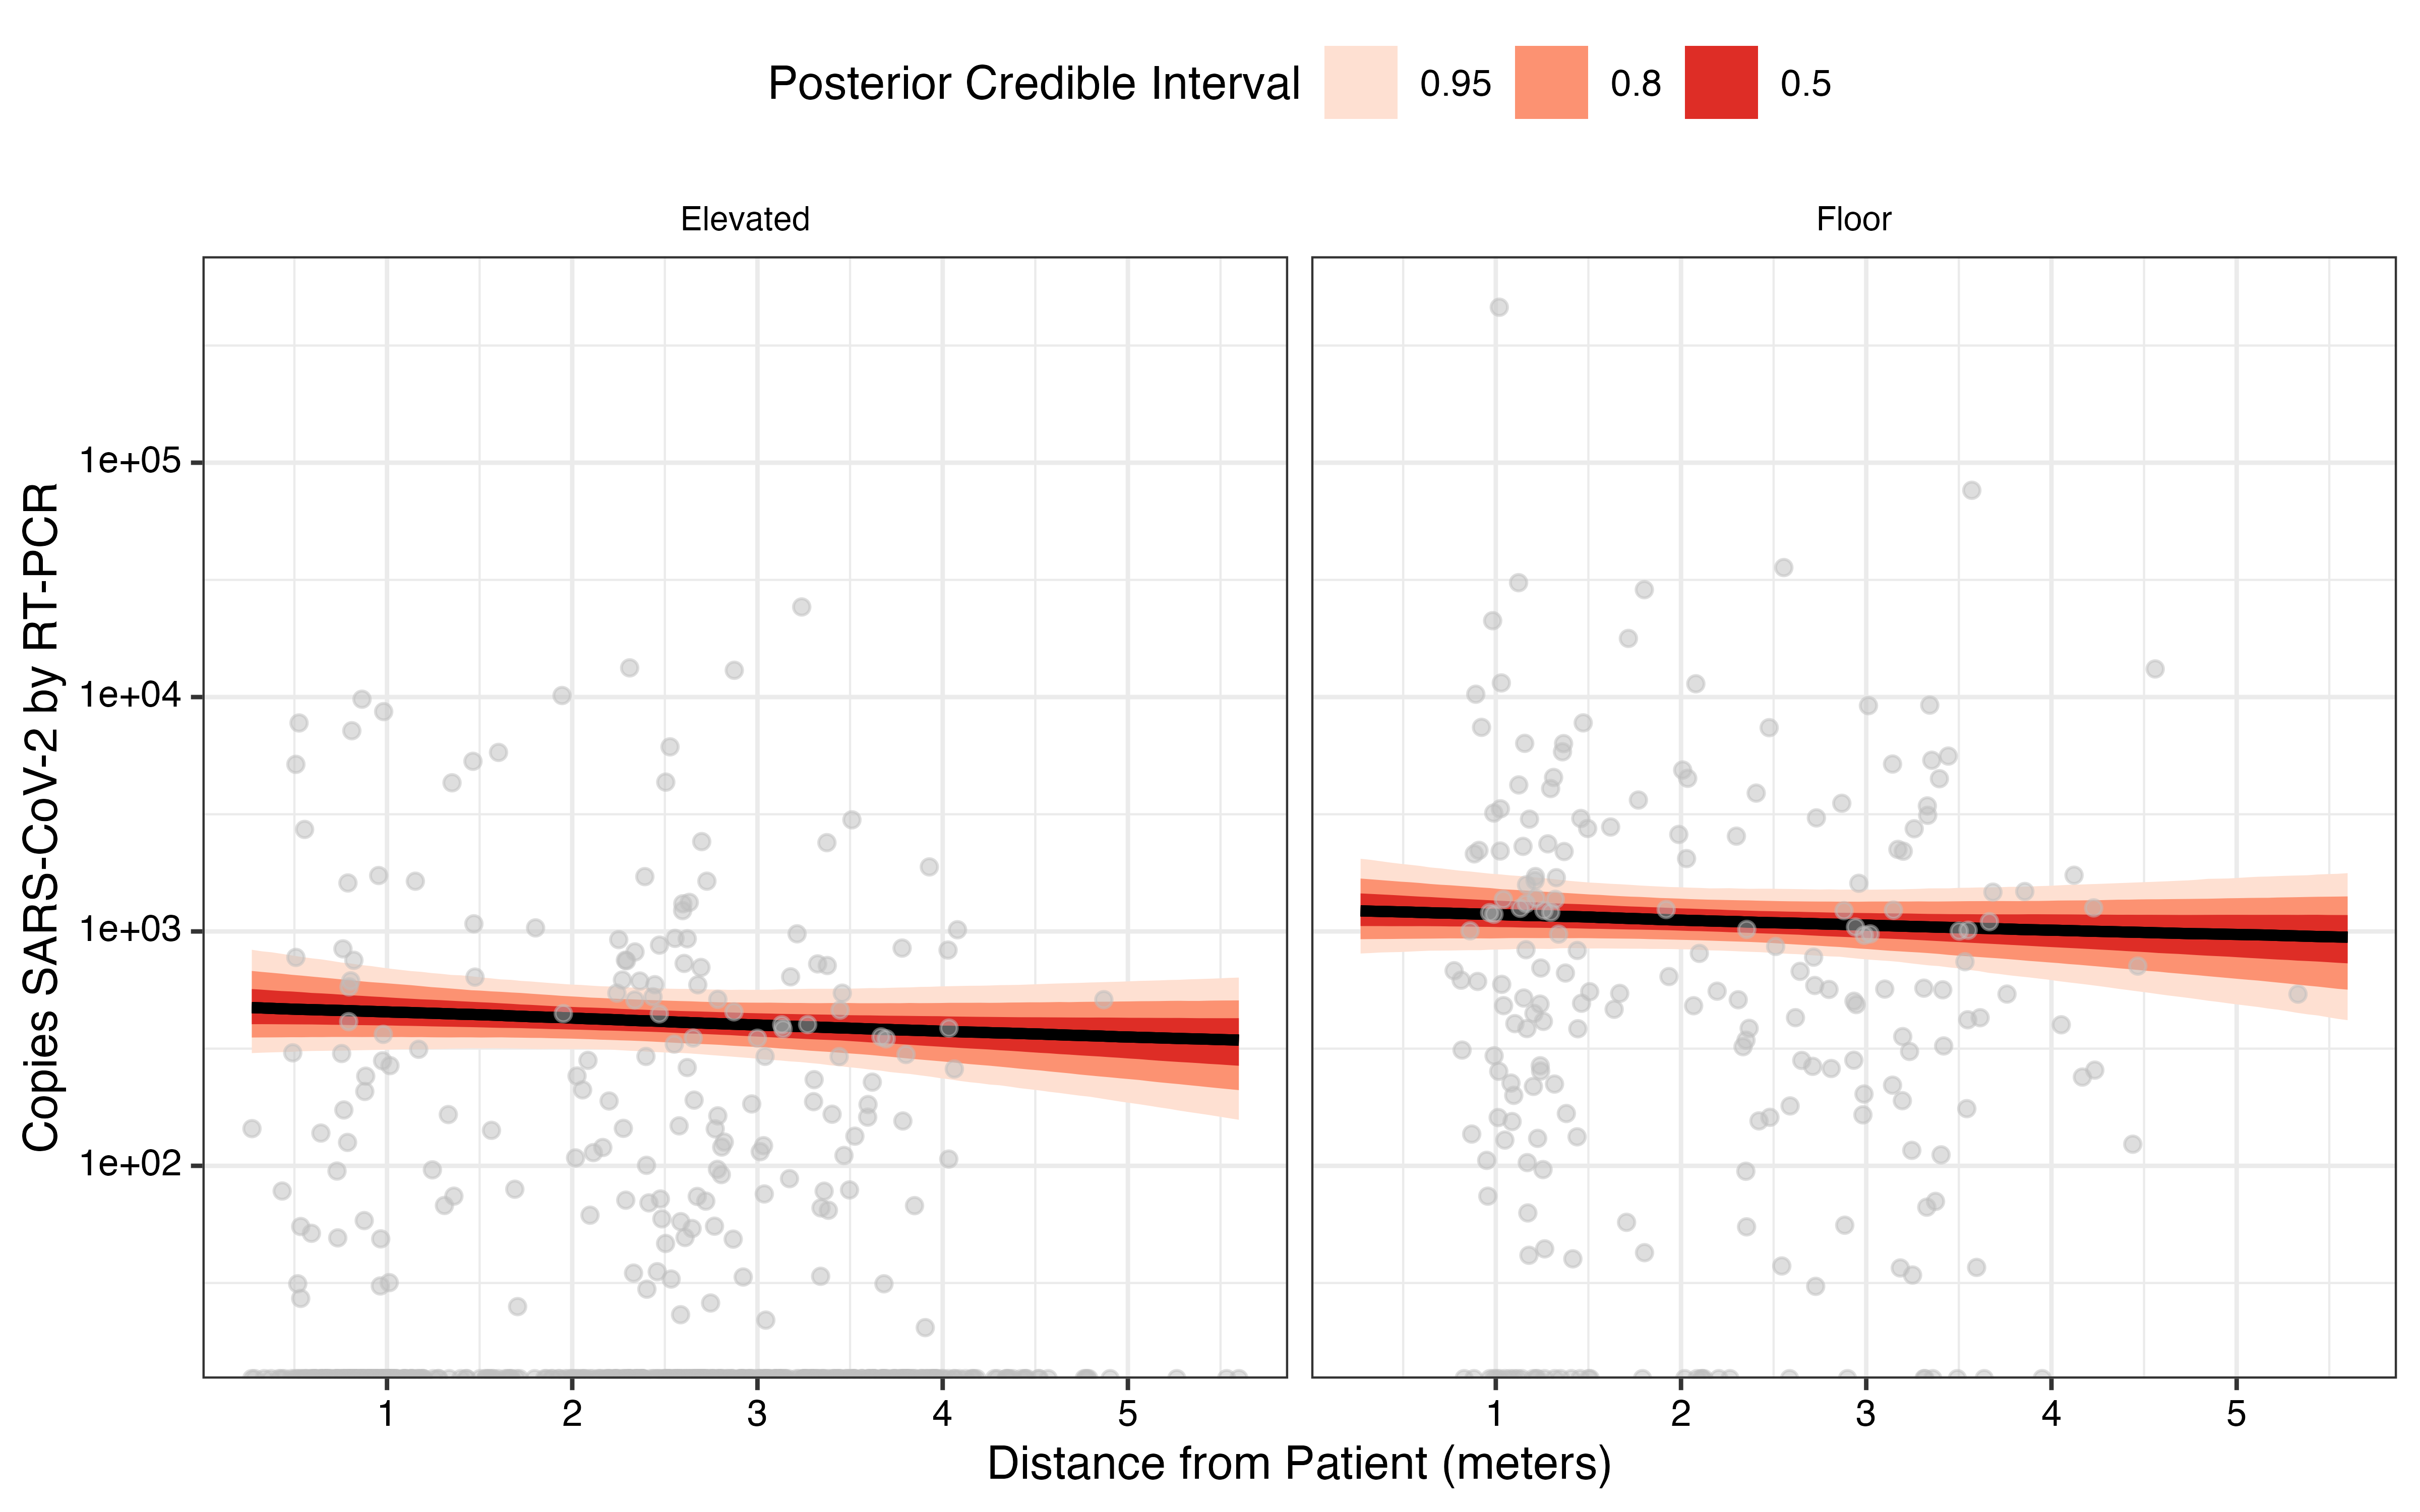 Posterior Credible Interval 0.95 0.8 0.5
Elevated Floor
Copies SARS-CoV-2 by RT-PCR
1e+05
1e+04
1e+03
1e+02
1 2 3 4 5 1 2 3 4 5
Distance from Patient (meters)